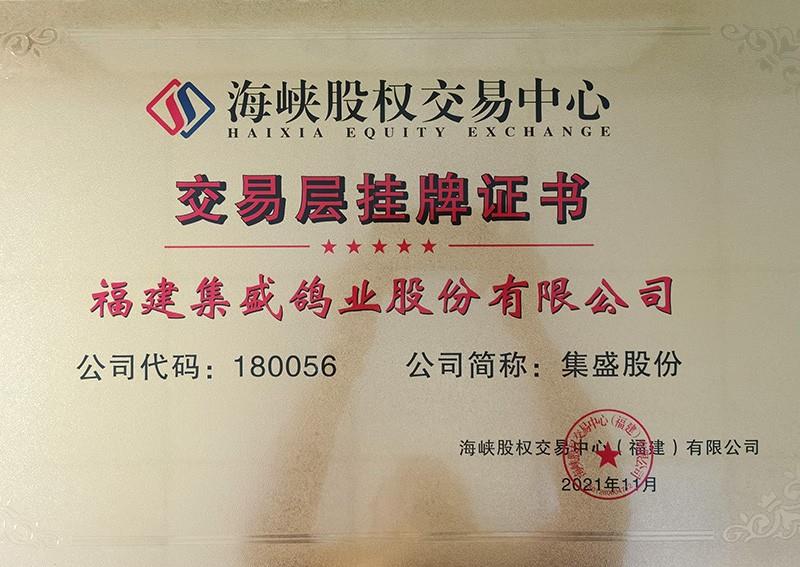 海峡股权交易中心
HAIXIA EQUITY EXCHANGE
交易层挂牌证书
福建集盛鸽业股份有限公司
公司代码：180056 公司简称：集盛股份
海峡股权交易中心（福建）有限公司
2021年11月